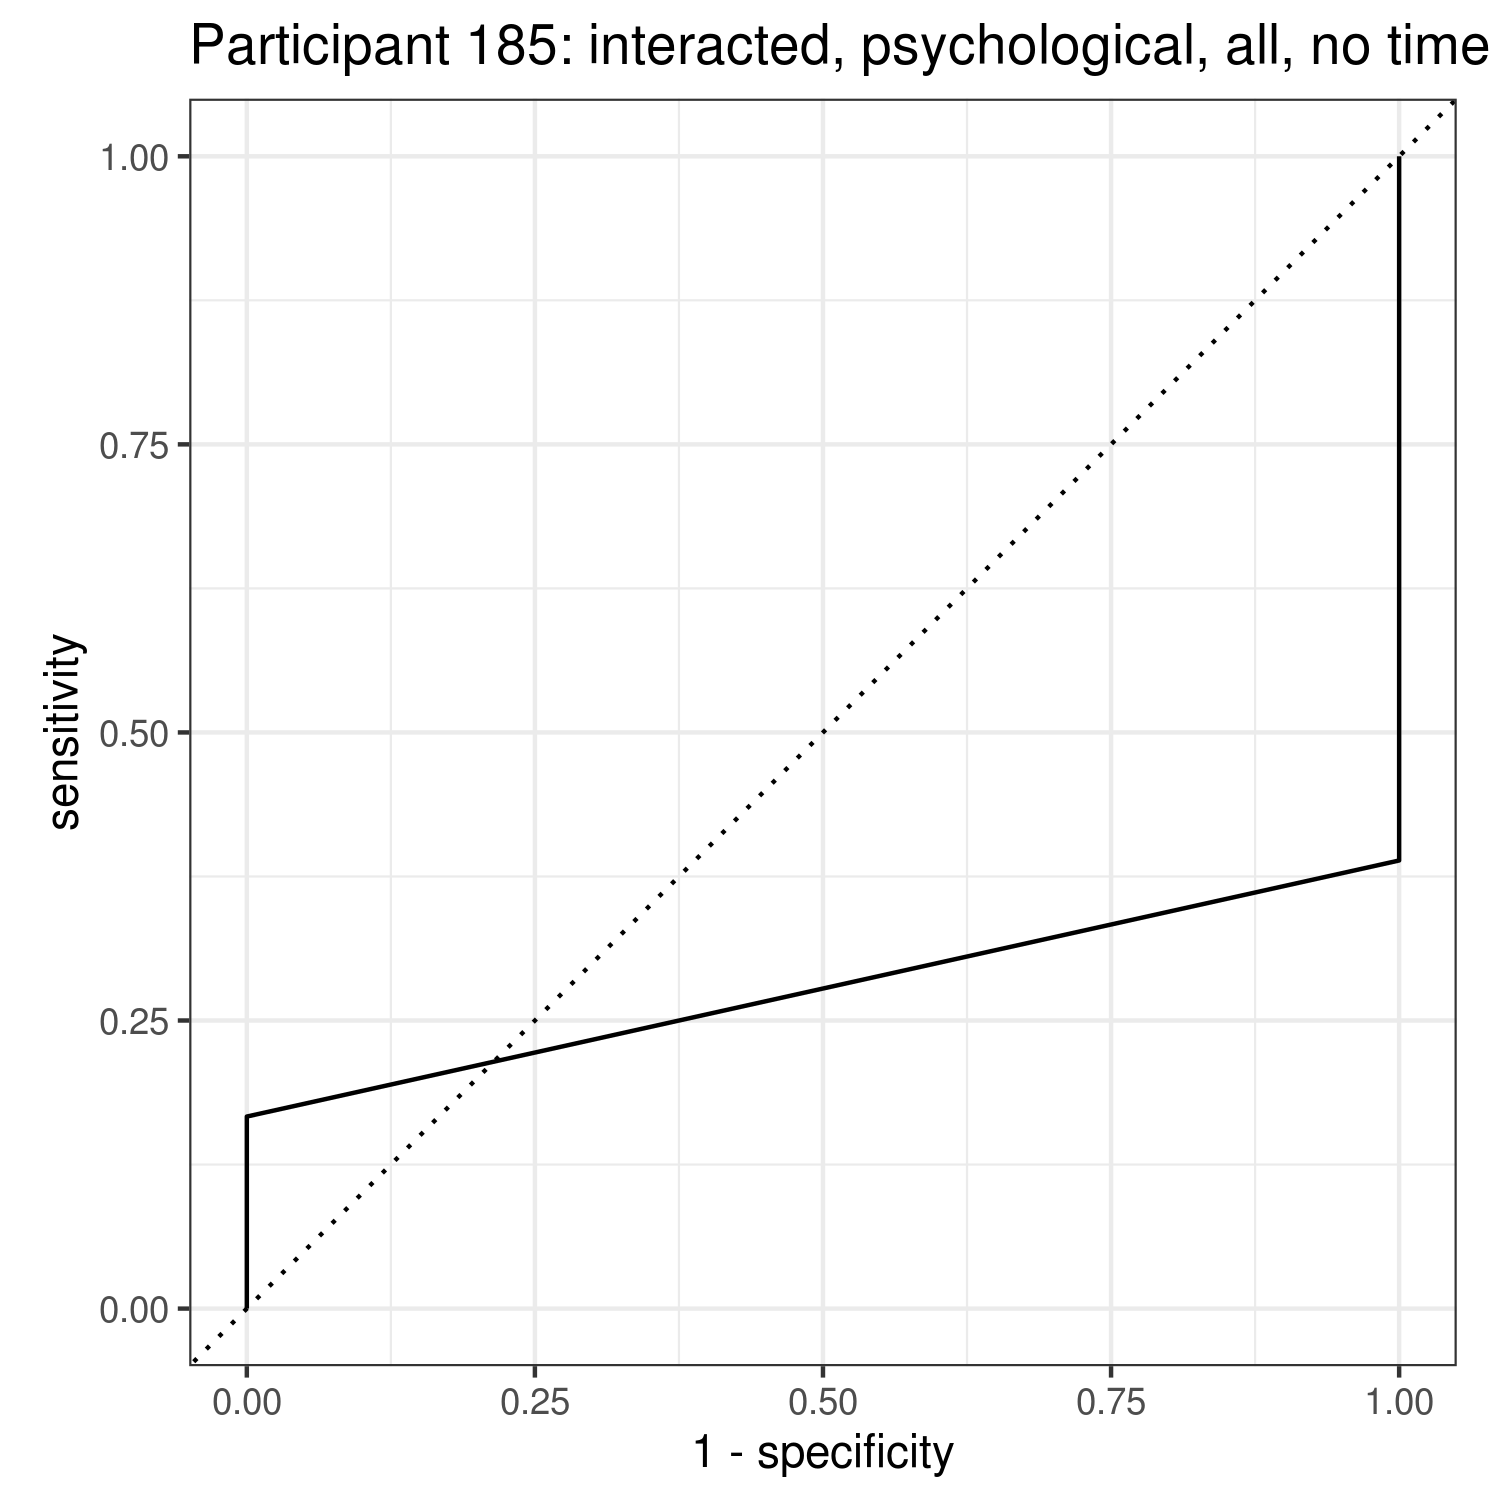 Participant 185: interacted, psychological, all, no time
1.00
0.75
0.50
0.25
0.00
sensitivity
0.00 0.25 0.50 0.75 1.00
1 - specificity